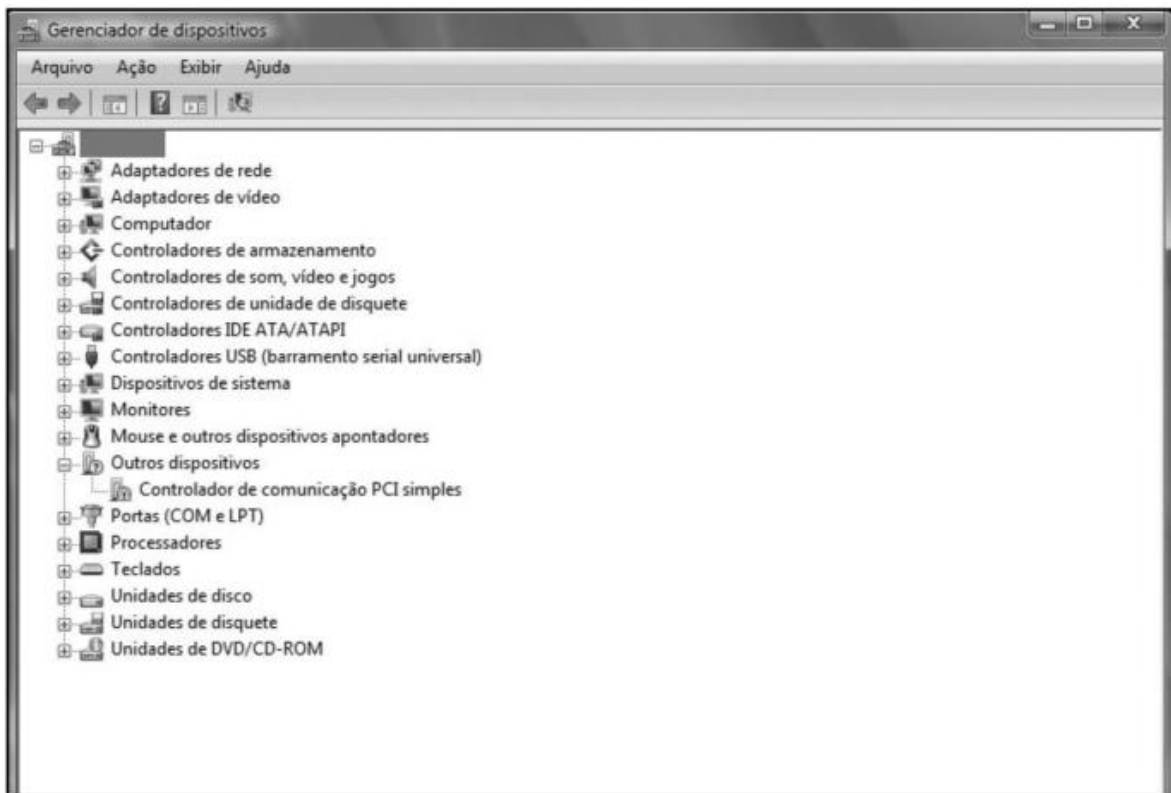 Gerenciador de dispositivos
Arquivo Ação Exibir Ajuda
Adaptadores de rede
Adaptadores de vídeo
Computador
Controladores de armazenamento
Controladores de som, vídeo e jogos
Controladores de unidade de disquete
Controladores IDE ATA/ATAPI
Controladores USB (barramento serial universal)
Dispositivos de sistema
Monitores
Mouse e outros dispositivos apontadores
Outros dispositivos
Controlador de comunicação PCI simples
Portas (COM e LPT)
Processadores
Teclados
Unidades de disco
Unidades de disquete
Unidades de DVD/CD-ROM